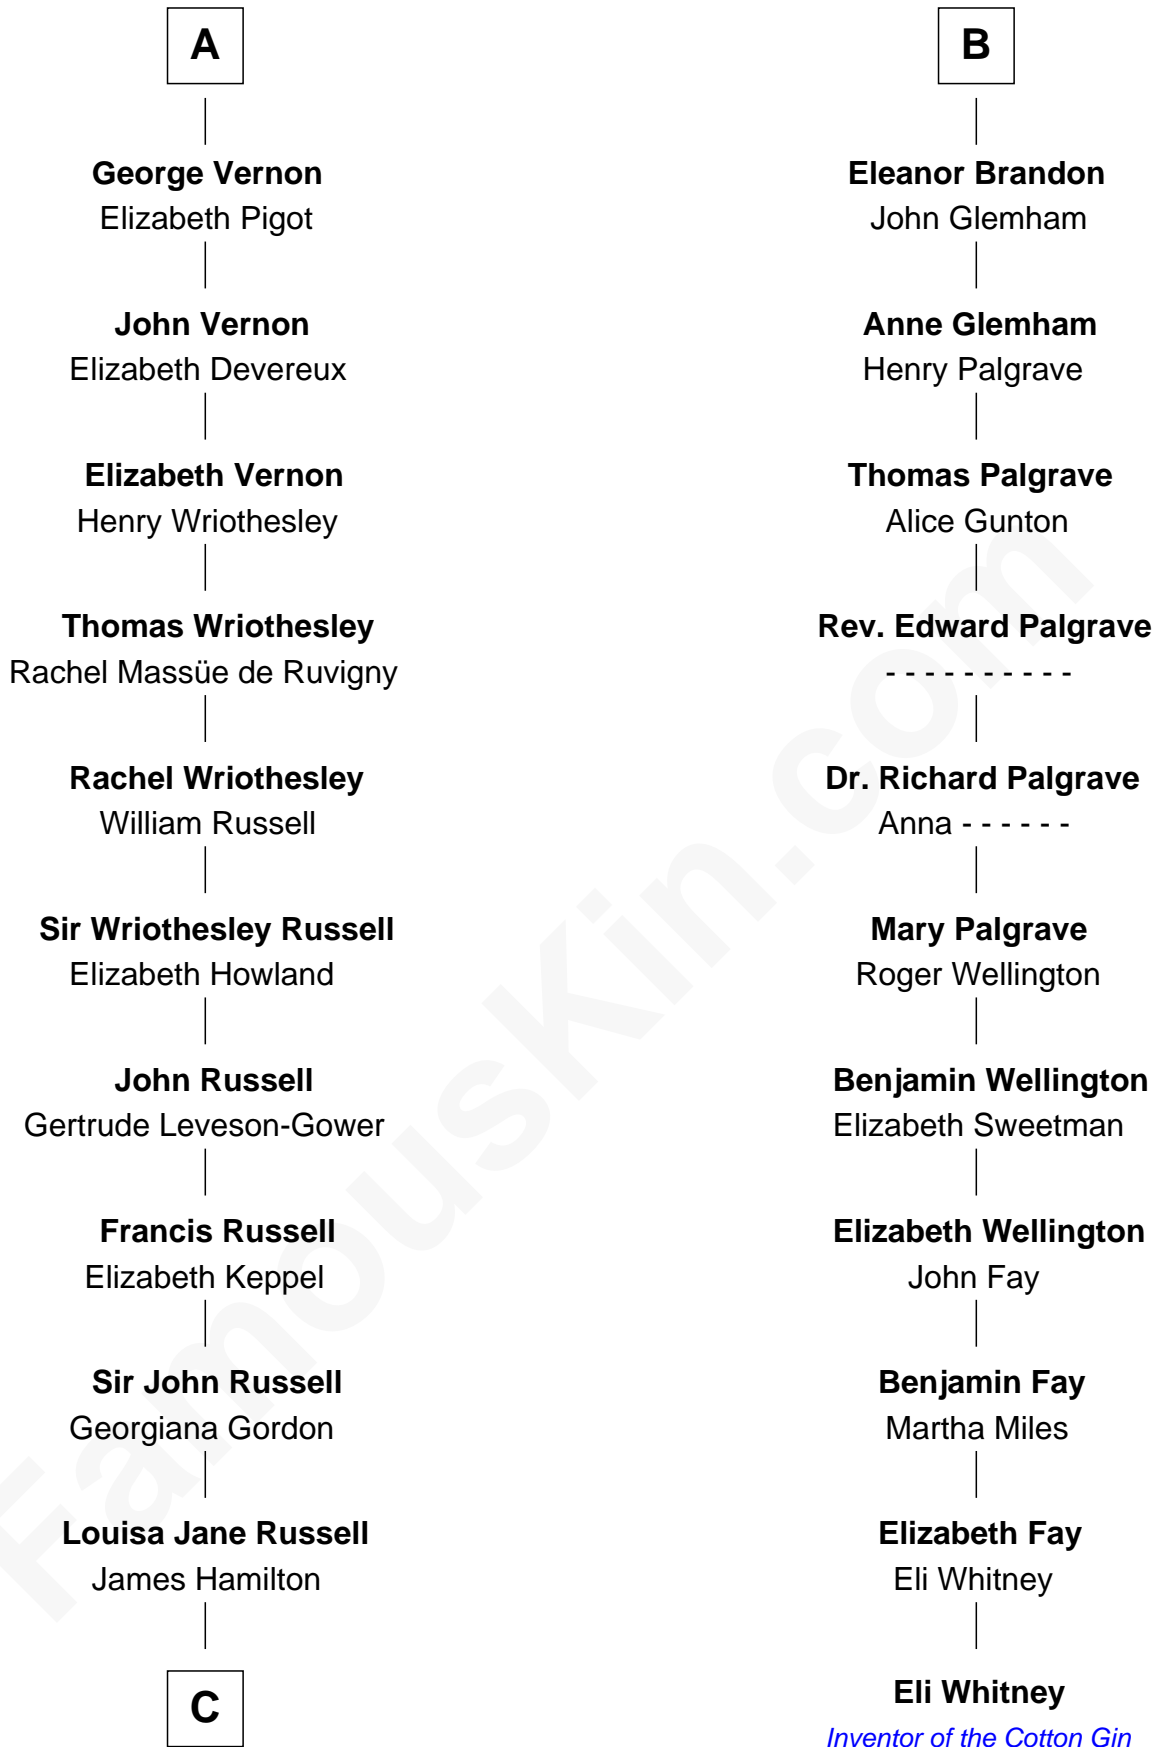 A
George Vernon
Elizabeth Pigot
John Vernon
Elizabeth Devereux
Elizabeth Vernon
Henry Wriothesley
Thomas Wriothesley
Rachel Massüe de Ruvigny
Rachel Wriothesley
William Russell
Sir Wriothesley Russell
Elizabeth Howland
John Russell
Gertrude Leveson-Gower
Francis Russell
Elizabeth Keppel
Sir John Russell
Georgiana Gordon
Louisa Jane Russell
James Hamilton
C
B
Eleanor Brandon
John Glemham
Anne Glemham
Henry Palgrave
Thomas Palgrave
Alice Gunton
Rev. Edward Palgrave
- - - - - - - - - -
Dr. Richard Palgrave
Anna - - - - - -
Mary Palgrave
Roger Wellington
Benjamin Wellington
Elizabeth Sweetman
Elizabeth Wellington
John Fay
Benjamin Fay
Martha Miles
Elizabeth Fay
Eli Whitney
Eli Whitney
Inventor of the Cotton Gin
FamousKin.com